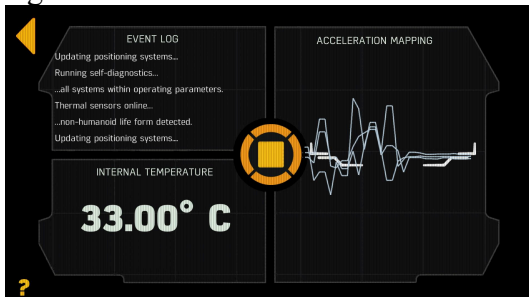 EVENT LOG
Updating positioning systems...
Running self-diagnostics...
...all systems within operating parameters.
Thermal sensors online...
...non-humanoid life form detected.
Updating positioning systems...
INTERNAL TEMPERATURE
33.00° C
ACCELERATION MAPPING
?